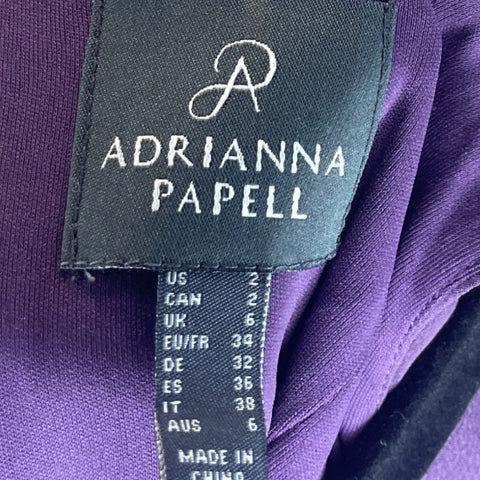 AP
ADRIANNA
PAPELL
US 2
CAN 2
UK 6
EU/FR 34
DE 32
ES 36
IT 38
AUS 6
MADE IN
CHINA